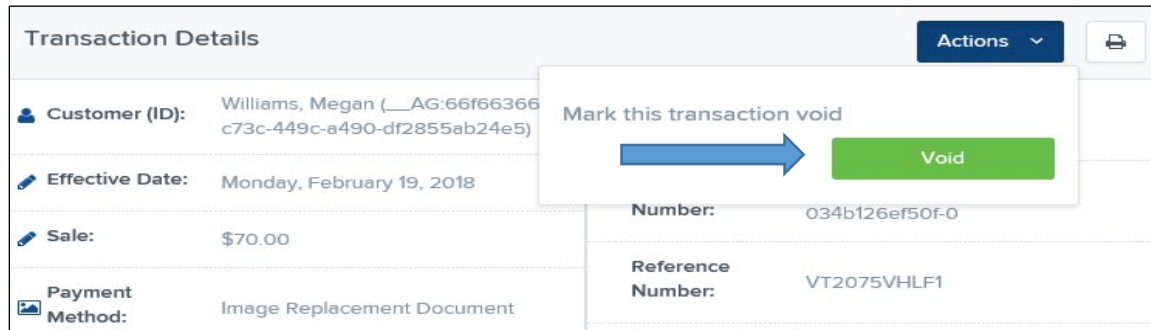 Transaction Details
Actions
Customer (ID):
Williams, Megan (__AG:66f66366
c73c-449c-a490-df2855ab24e5)
Mark this transaction void
Void
Effective Date:
Monday, February 19, 2018
Number:
034b126ef50f-0
Sale:
$70.00
Reference
Number:
VT2075VHLF1
Payment
Method:
Image Replacement Document